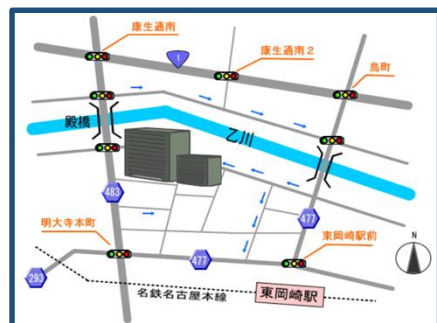 康生通南
康生通南2
1
島町
殿橋
乙川
483
477
明大寺本町
東岡崎駅前
477
N
293
名鉄名古屋本線
東岡崎駅